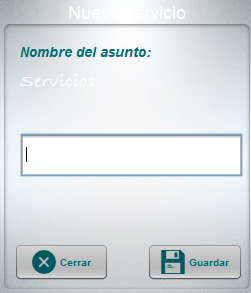 Nuevo Servicio
Nombre del asunto:
Servicios
Cerrar
Guardar